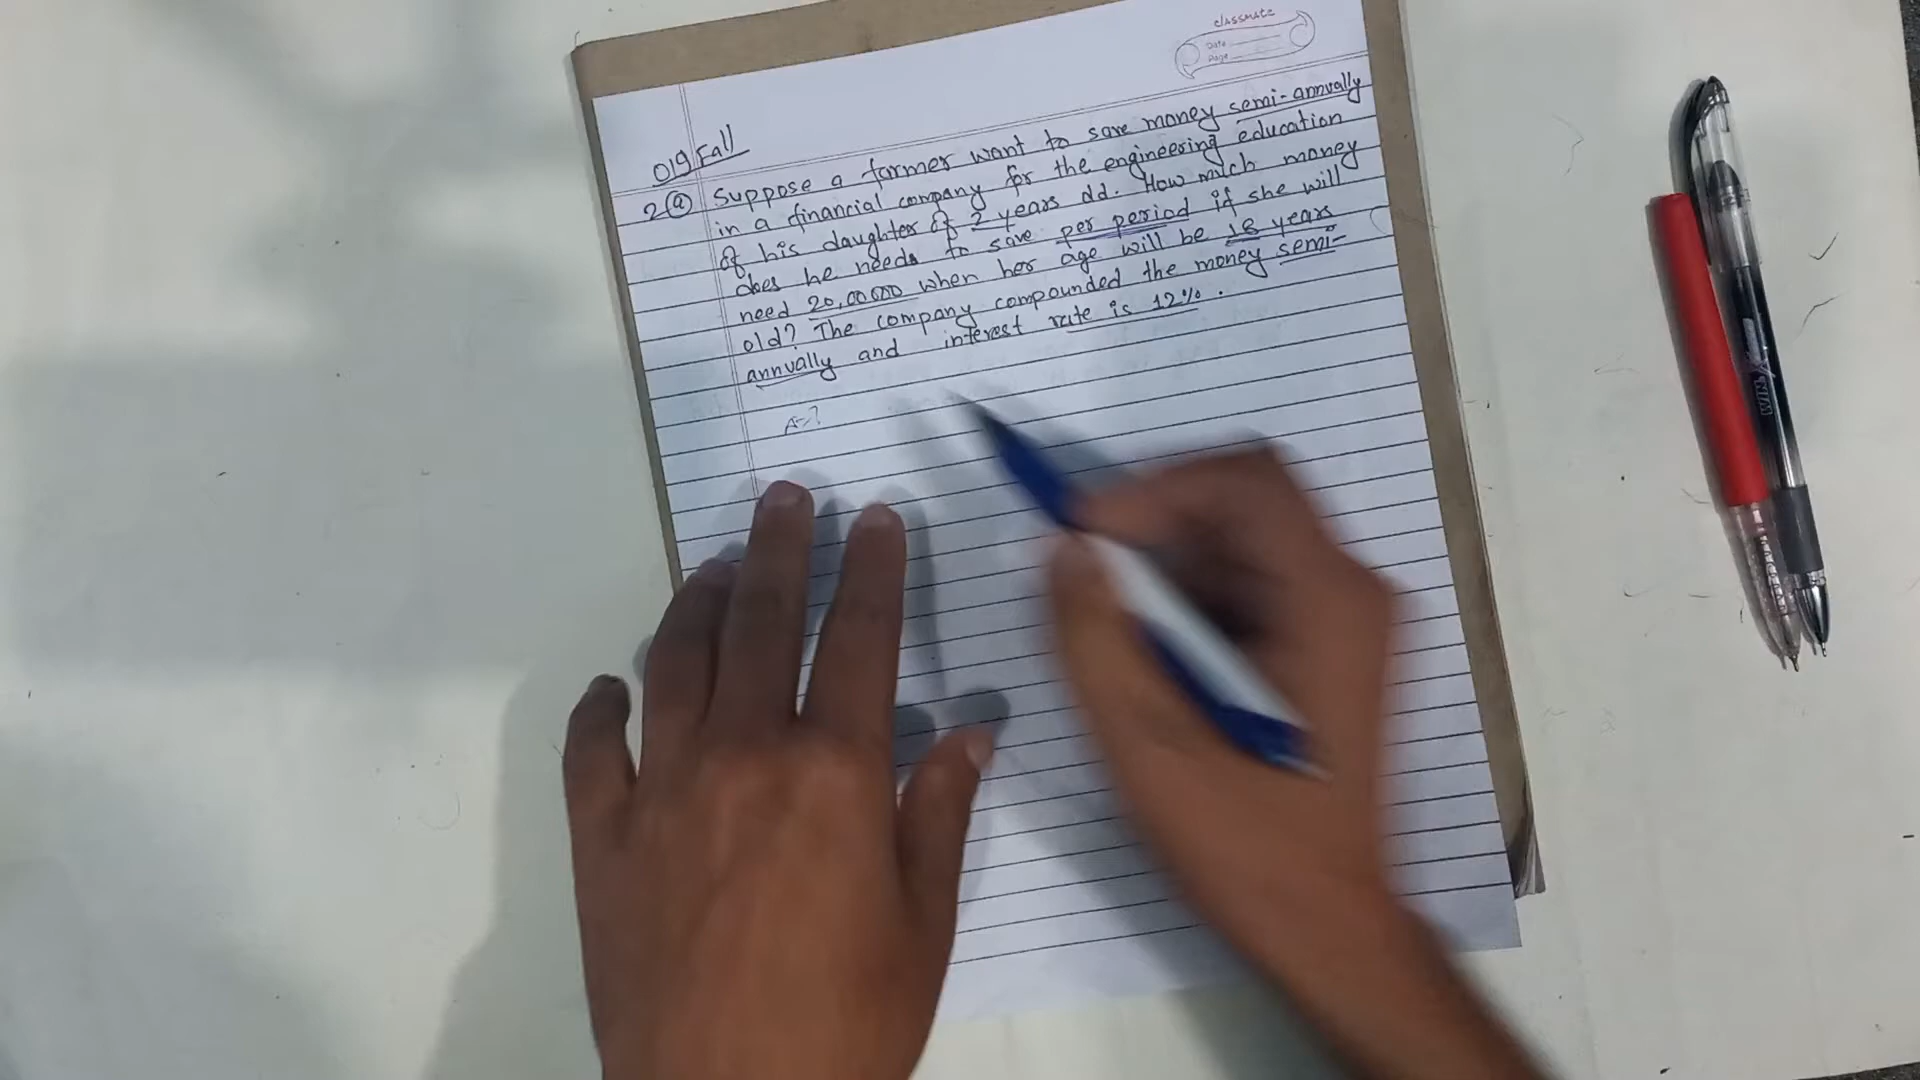 classmate
Date
Page
019 Fall
2 (a) Suppose a farmer want to save money semi-annually
in a financial company for the engineering education
of his daughter of 2 years old. How much money
does he needs to save per period if she will
need 20,00000 when her age will be 18 years
old? The company compounded the money semi-
annually and interest rate is 12%.
A=?
WIN